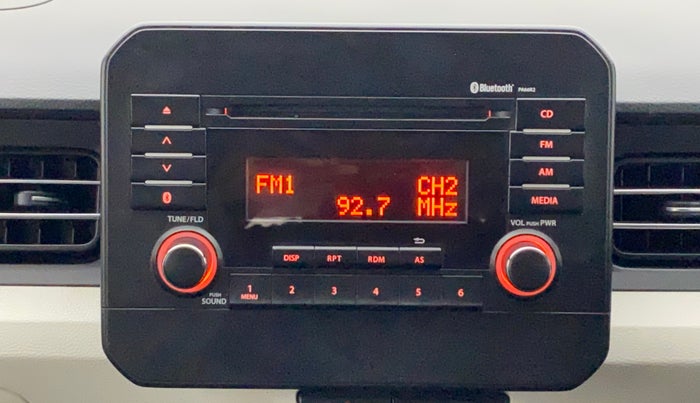 Bluetooth PA66R2
CD
FM
AM
MEDIA
FM1 CH2
92.7 MHz
TUNE/FLD
VOL PUSH PWR
DISP RPT RDM AS
PUSH
SOUND
1 2 3 4 5 6
MENU